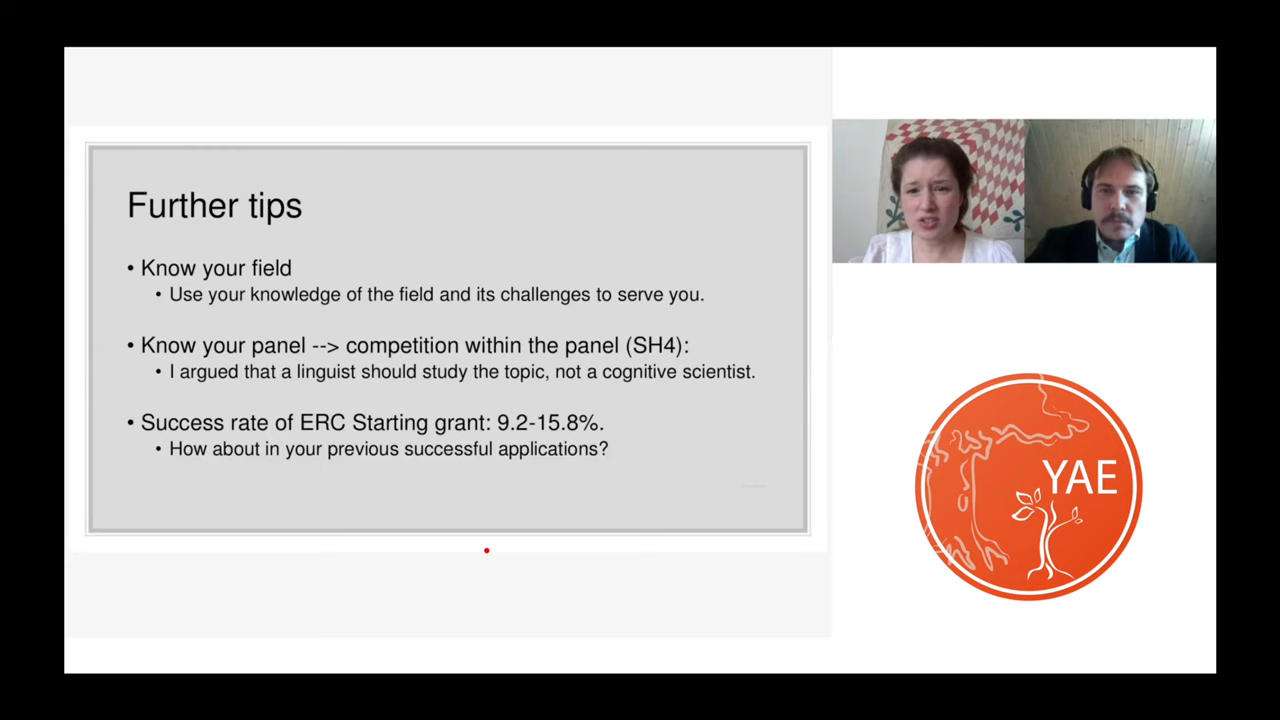 Further tips
• Know your field
• Use your knowledge of the field and its challenges to serve you.
• Know your panel --> competition within the panel (SH4):
• I argued that a linguist should study the topic, not a cognitive scientist.
• Success rate of ERC Starting grant: 9.2-15.8%.
• How about in your previous successful applications?
YAE